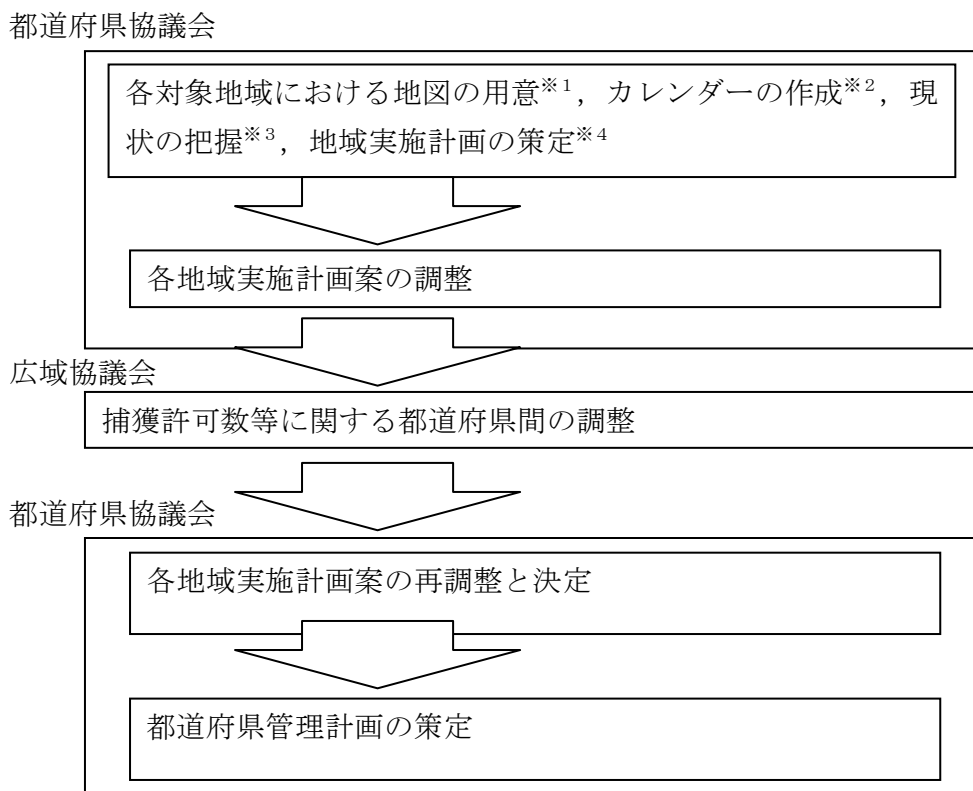 都道府県協議会
各対象地域における地図の用意※1，カレンダーの作成※2，現
状の把握※3，地域実施計画の策定※4
各地域実施計画案の調整
広域協議会
捕獲許可数等に関する都道府県間の調整
都道府県協議会
各地域実施計画案の再調整と決定
都道府県管理計画の策定